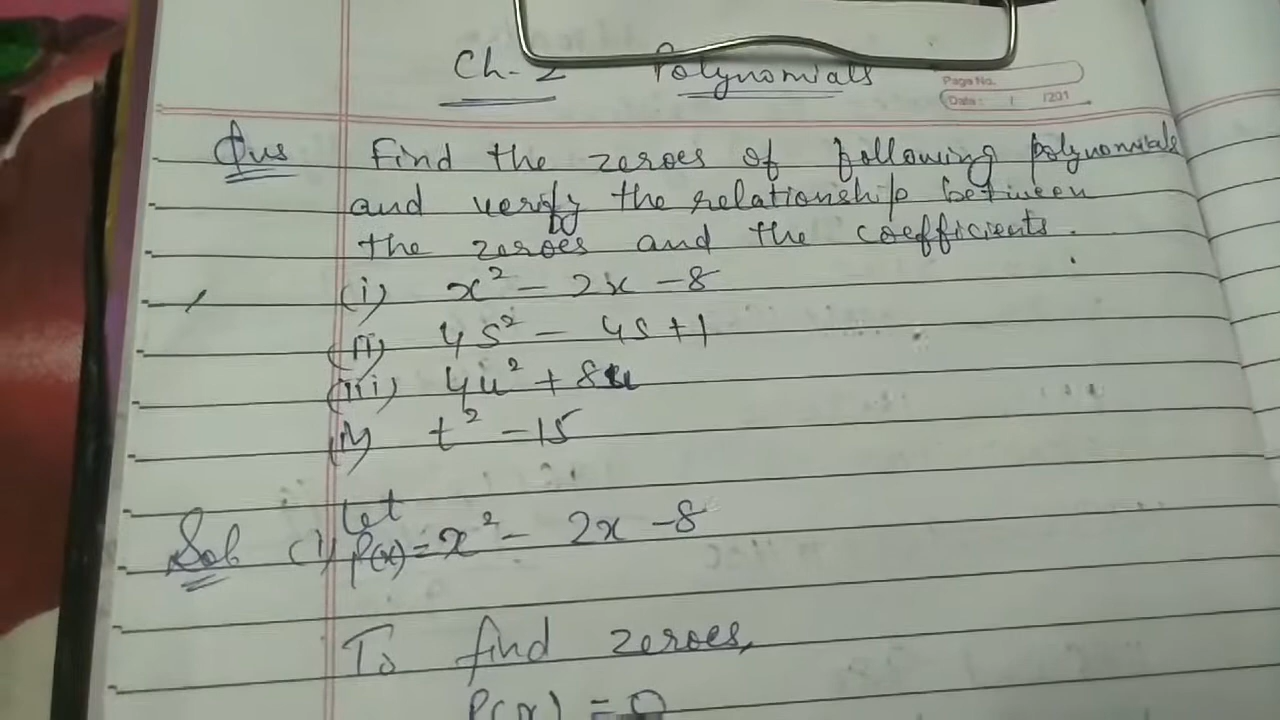 Ch-2 Polynomials
Page No.
Date: / /201
Qus Find the zeroes of following polynomials
and verify the relationship between
the zeroes and the coefficients.
(i) x² - 2x - 8
(ii) 4s² - 4s + 1
(iii) 4u² + 8u
(iv) t² - 15
Sol (i) Let
P(x) = x² - 2x - 8
To find zeroes,
P(x) = 0